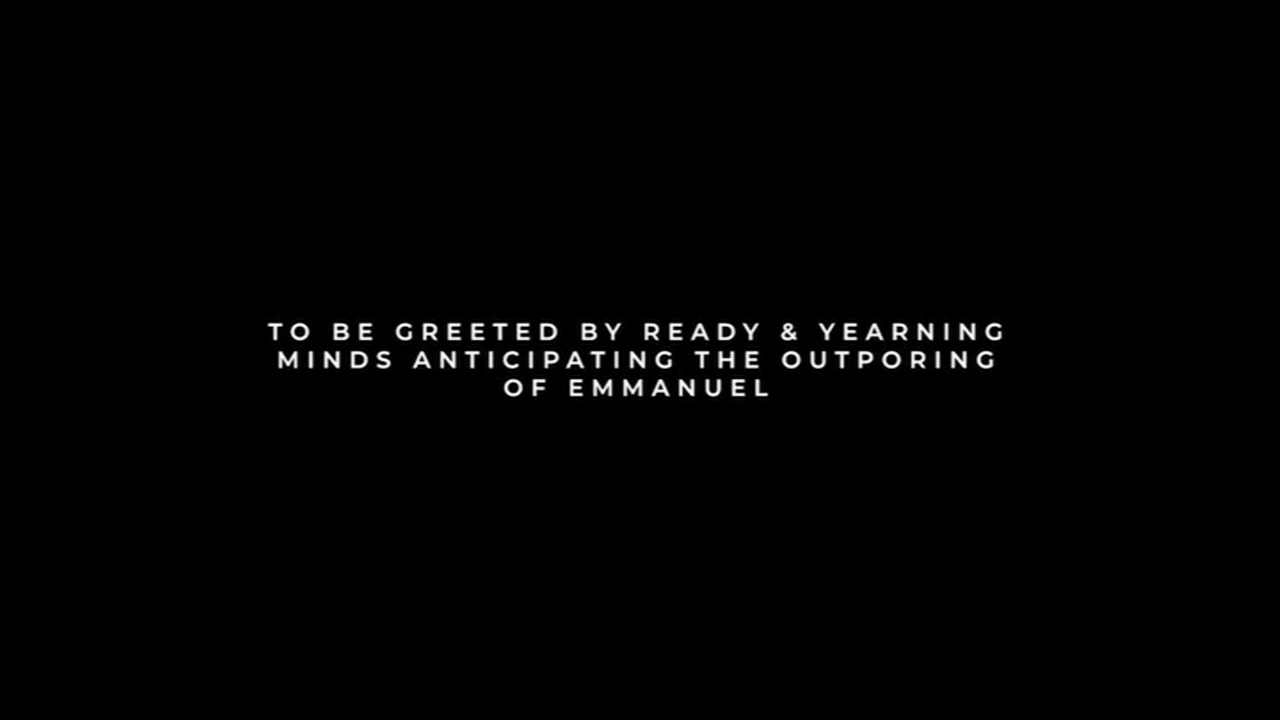 TO BE GREETED BY READY & YEARNING
MINDS ANTICIPATING THE OUTPORING
OF EMMANUEL